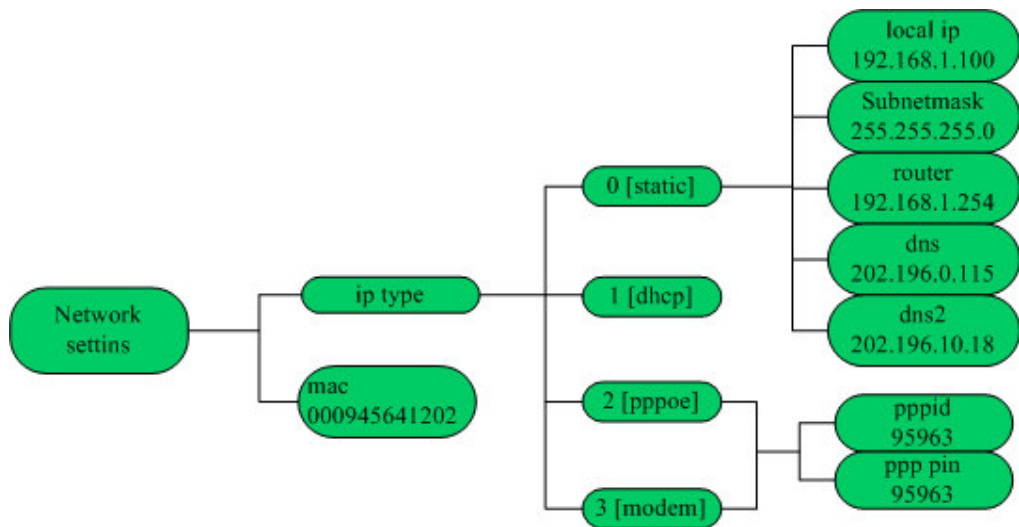 Network
settins
ip type
mac
000945641202
0 [static]
1 [dhcp]
2 [pppoe]
3 [modem]
local ip
192.168.1.100
Subnetmask
255.255.255.0
router
192.168.1.254
dns
202.196.0.115
dns2
202.196.10.18
pppid
95963
ppp pin
95963